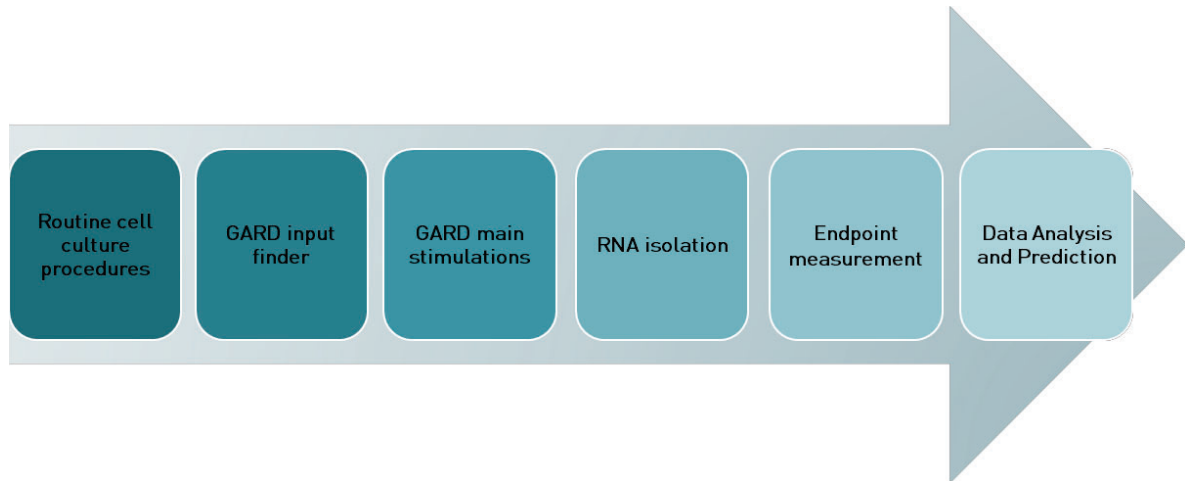 Routine cell
culture
procedures
GARD input
finder
GARD main
stimulations
RNA isolation
Endpoint
measurement
Data Analysis
and Prediction